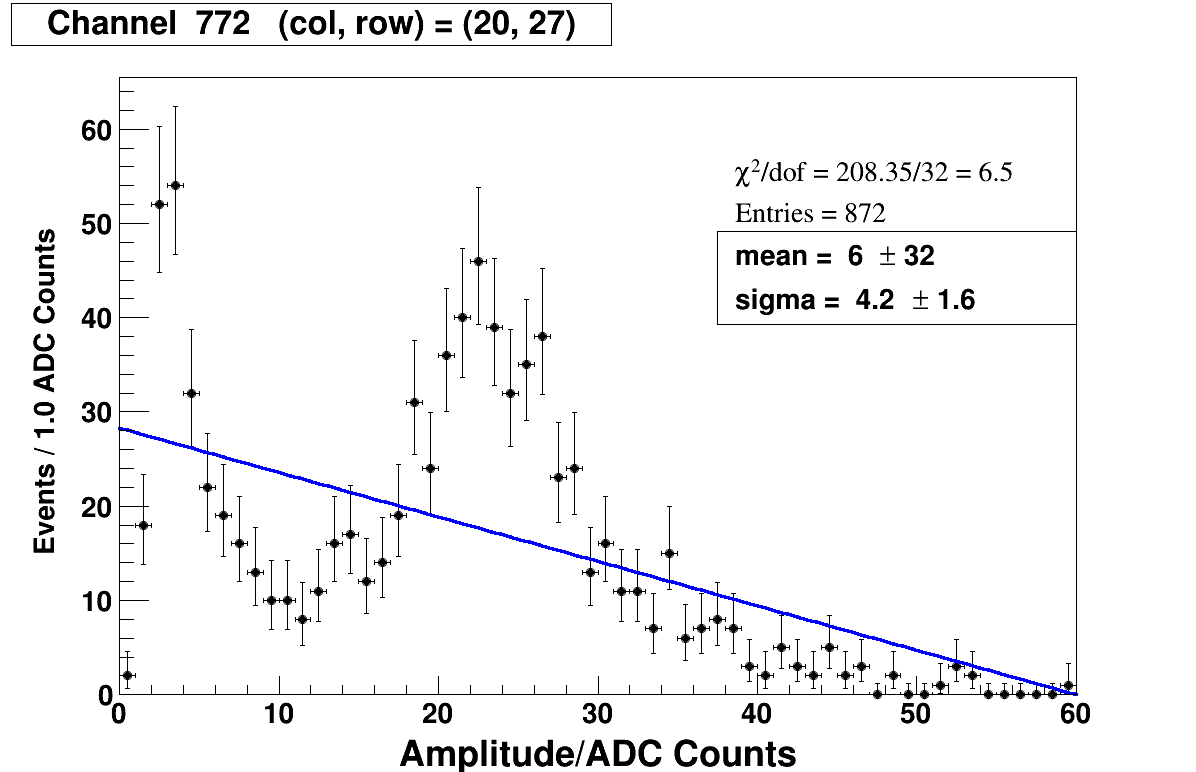 Channel 772 (col, row) = (20, 27)
χ²/dof = 208.35/32 = 6.5
Entries = 872
mean = 6 ± 32
sigma = 4.2 ± 1.6
Events / 1.0 ADC Counts
60
50
40
30
20
10
0
0 10 20 30 40 50 60
Amplitude/ADC Counts